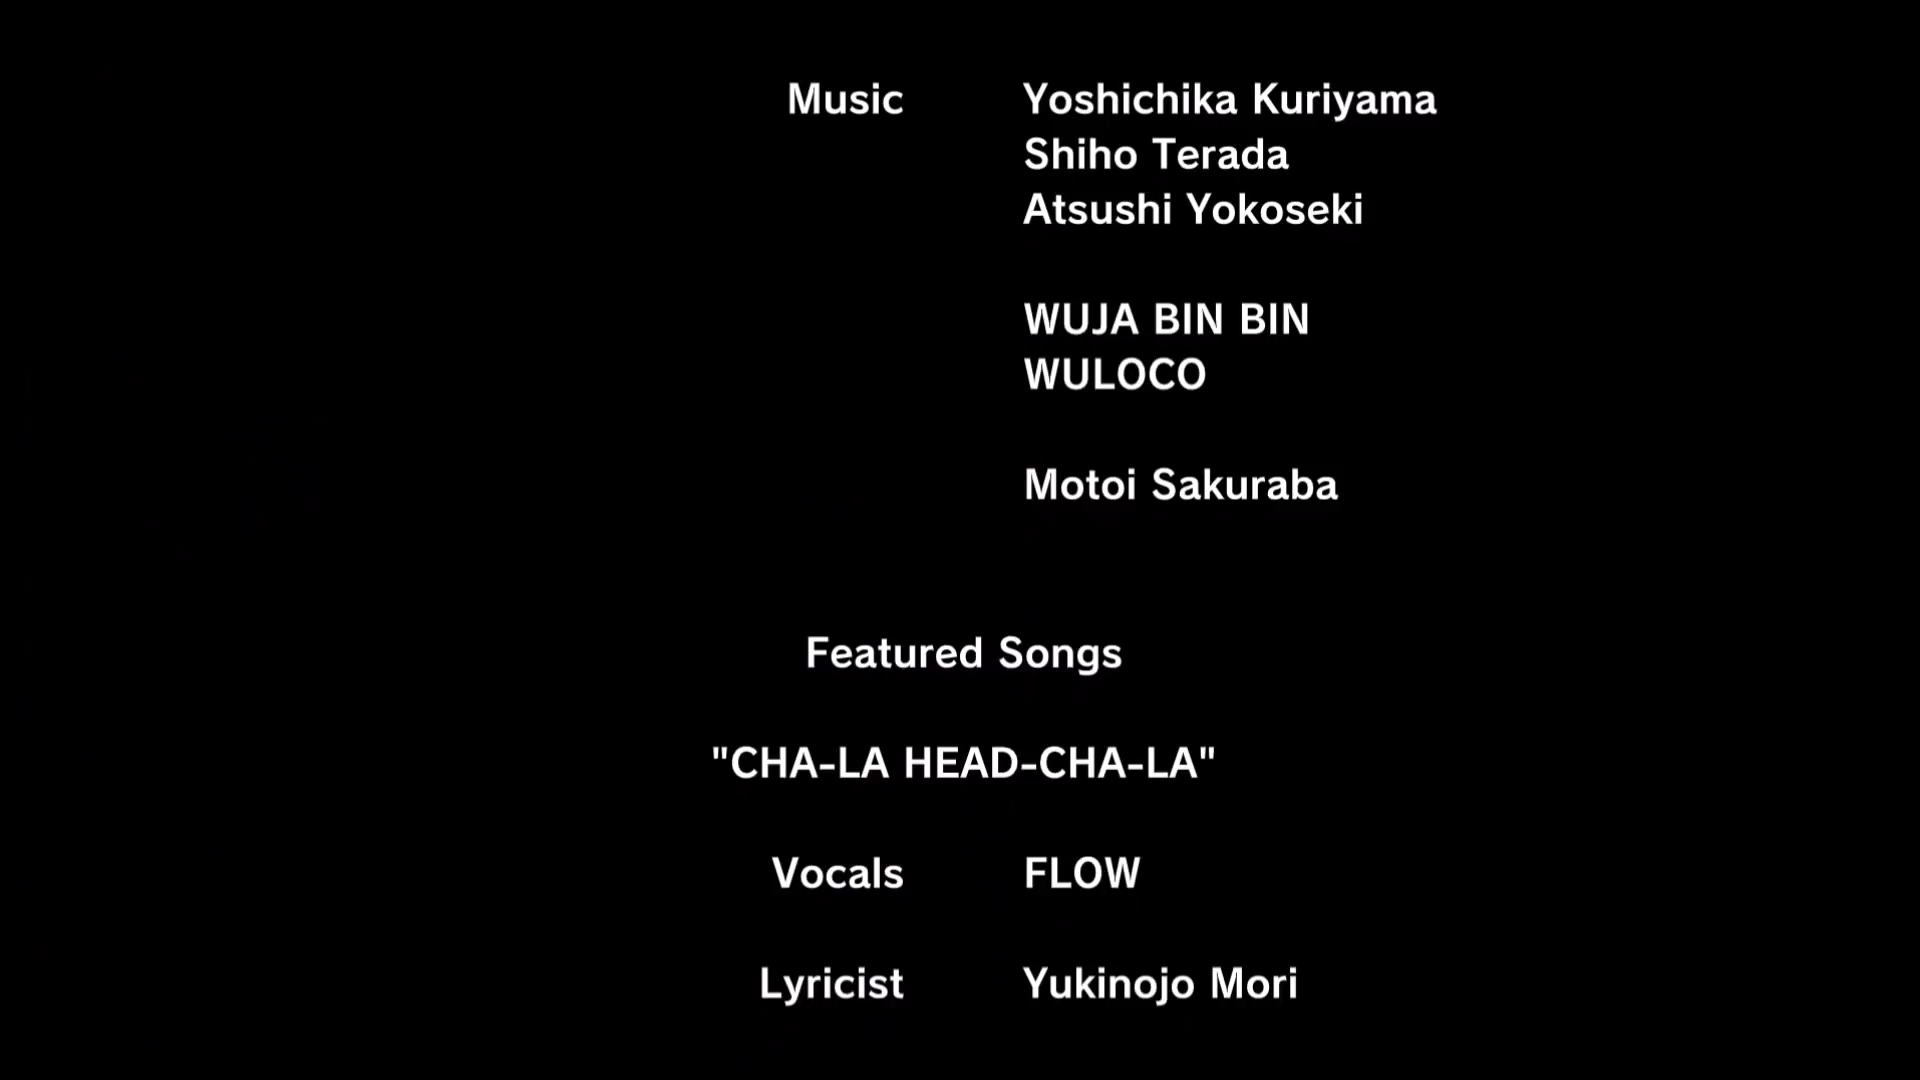 Music Yoshichika Kuriyama
Shiho Terada
Atsushi Yokoseki
WUJA BIN BIN
WULOCO
Motoi Sakuraba
Featured Songs
"CHA-LA HEAD-CHA-LA"
Vocals FLOW
Lyricist Yukinojo Mori